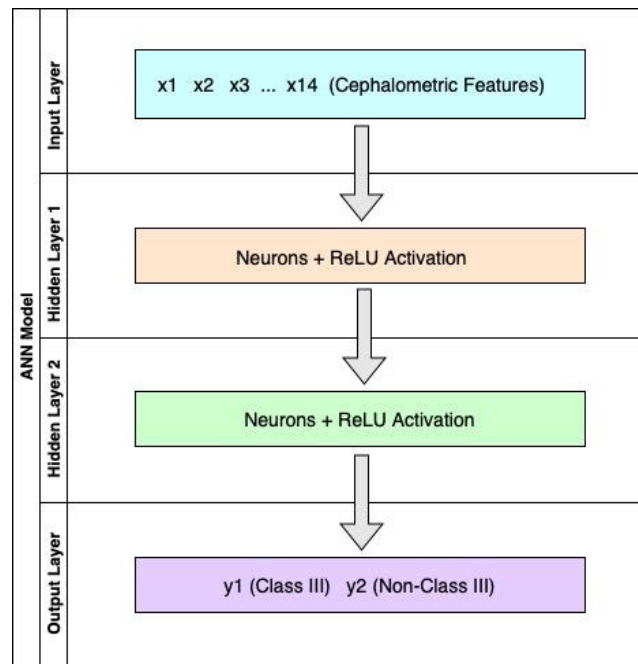 ANN Model
Input Layer
x1 x2 x3 ... x14 (Cephalometric Features)
Hidden Layer 1
Neurons + ReLU Activation
Hidden Layer 2
Neurons + ReLU Activation
Output Layer
y1 (Class III) y2 (Non-Class III)